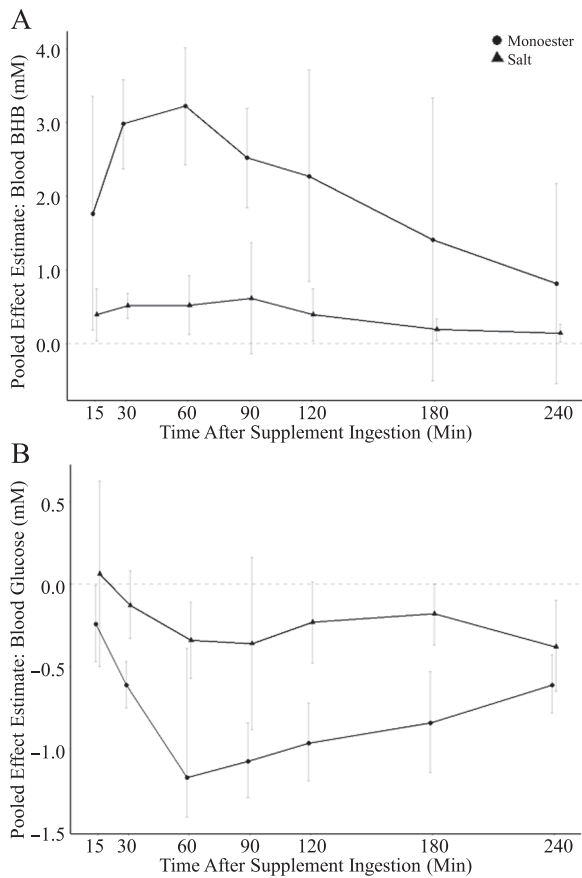 A
Pooled Effect Estimate: Blood BHB (mM)
4.0
3.0
2.0
1.0
0.0
Monoester
Salt
15 30 60 90 120 180 240
Time After Supplement Ingestion (Min)
B
Pooled Effect Estimate: Blood Glucose (mM)
0.5
0.0
−0.5
−1.0
−1.5
15 30 60 90 120 180 240
Time After Supplement Ingestion (Min)